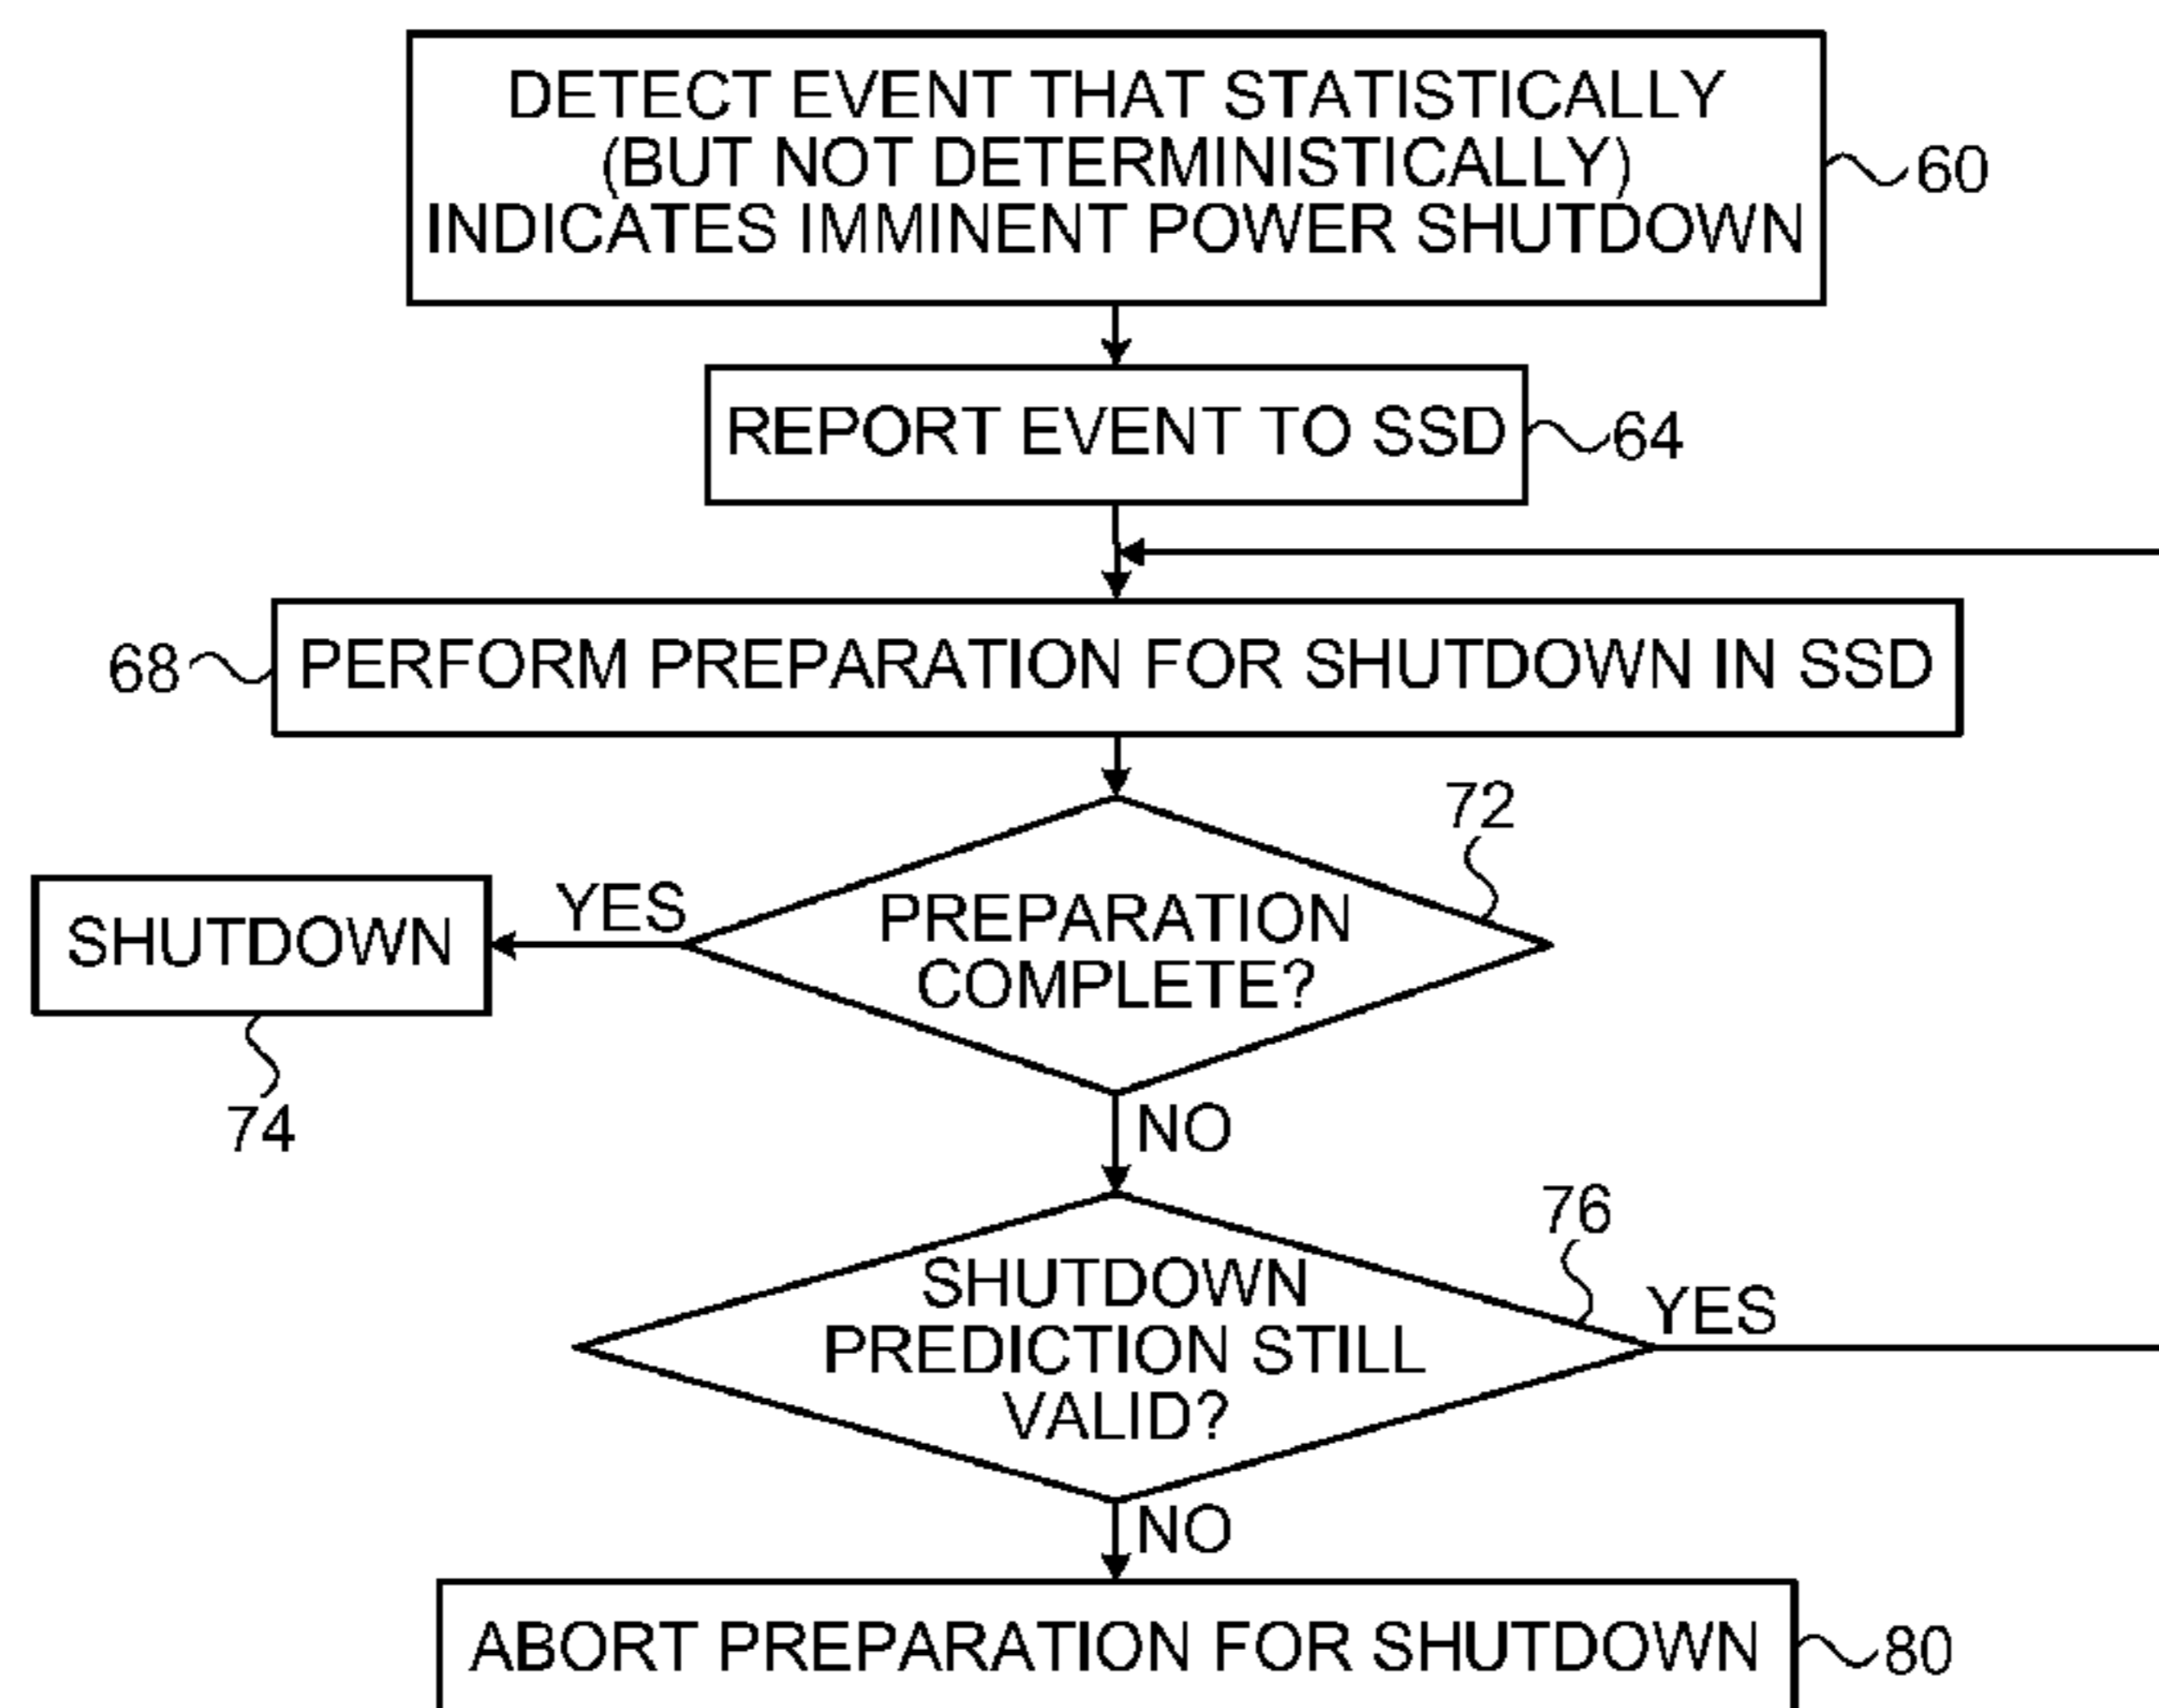 DETECT EVENT THAT STATISTICALLY
(BUT NOT DETERMINISTICALLY)
INDICATES IMMINENT POWER SHUTDOWN
60
REPORT EVENT TO SSD
64
68
PERFORM PREPARATION FOR SHUTDOWN IN SSD
72
PREPARATION
COMPLETE?
YES
SHUTDOWN
74
NO
76
SHUTDOWN
PREDICTION STILL
VALID?
YES
NO
ABORT PREPARATION FOR SHUTDOWN
80